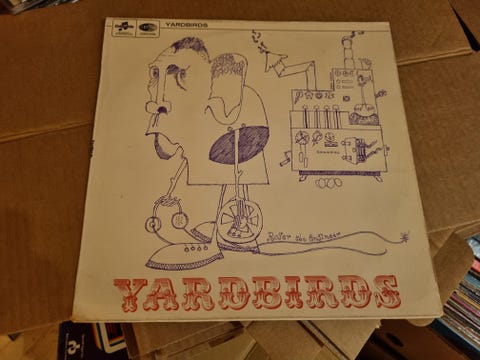 YARDBIRDS
Roger the Engineer
YARDBIRDS